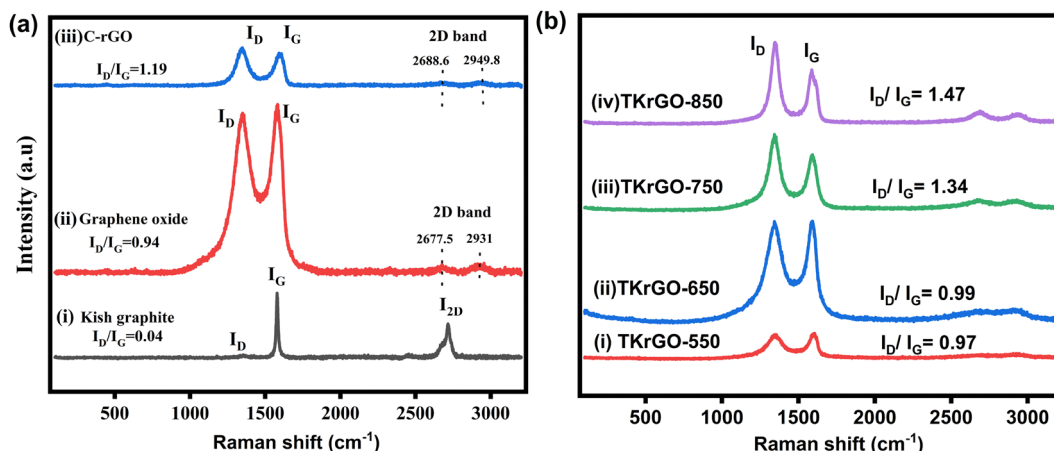 (a)
(iii)C-rGO
I_D/I_G=1.19
I_D
I_G
2D band
2688.6
2949.8
I_D
I_G
(ii) Graphene oxide
I_D/I_G=0.94
2D band
2677.5
2931
I_G
I_2D
(i) Kish graphite
I_D/I_G=0.04
I_D
Intensity (a.u)
500
1000
1500
2000
2500
3000
Raman shift (cm⁻¹)
(b)
I_D
I_G
(iv)TKrGO-850
I_D/ I_G= 1.47
(iii)TKrGO-750
I_D/ I_G= 1.34
(ii)TKrGO-650
I_D/ I_G= 0.99
(i) TKrGO-550
I_D/ I_G= 0.97
500
1000
1500
2000
2500
3000
Raman shift (cm⁻¹)